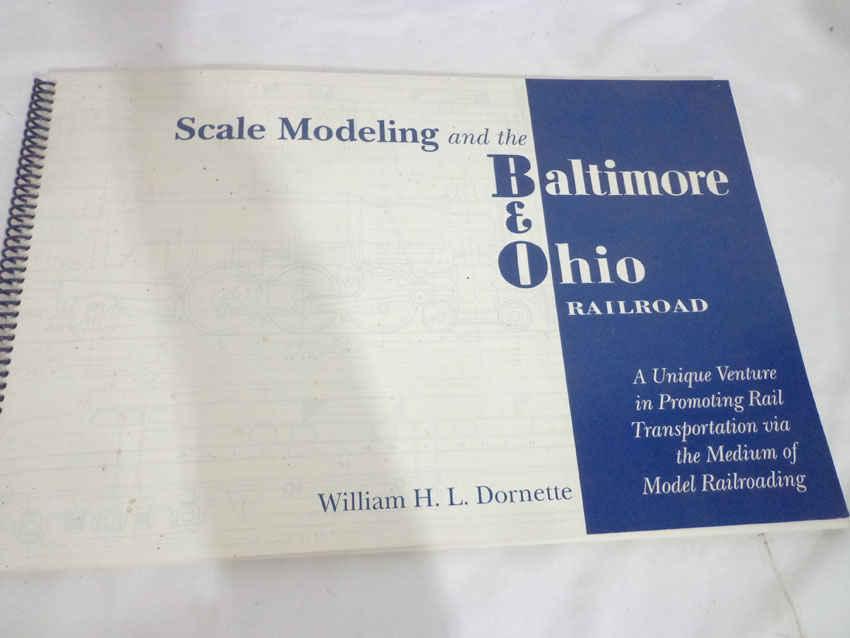 Scale Modeling and the
Baltimore
&
Ohio
RAILROAD
A Unique Venture
in Promoting Rail
Transportation via
the Medium of
Model Railroading
William H. L. Dornette